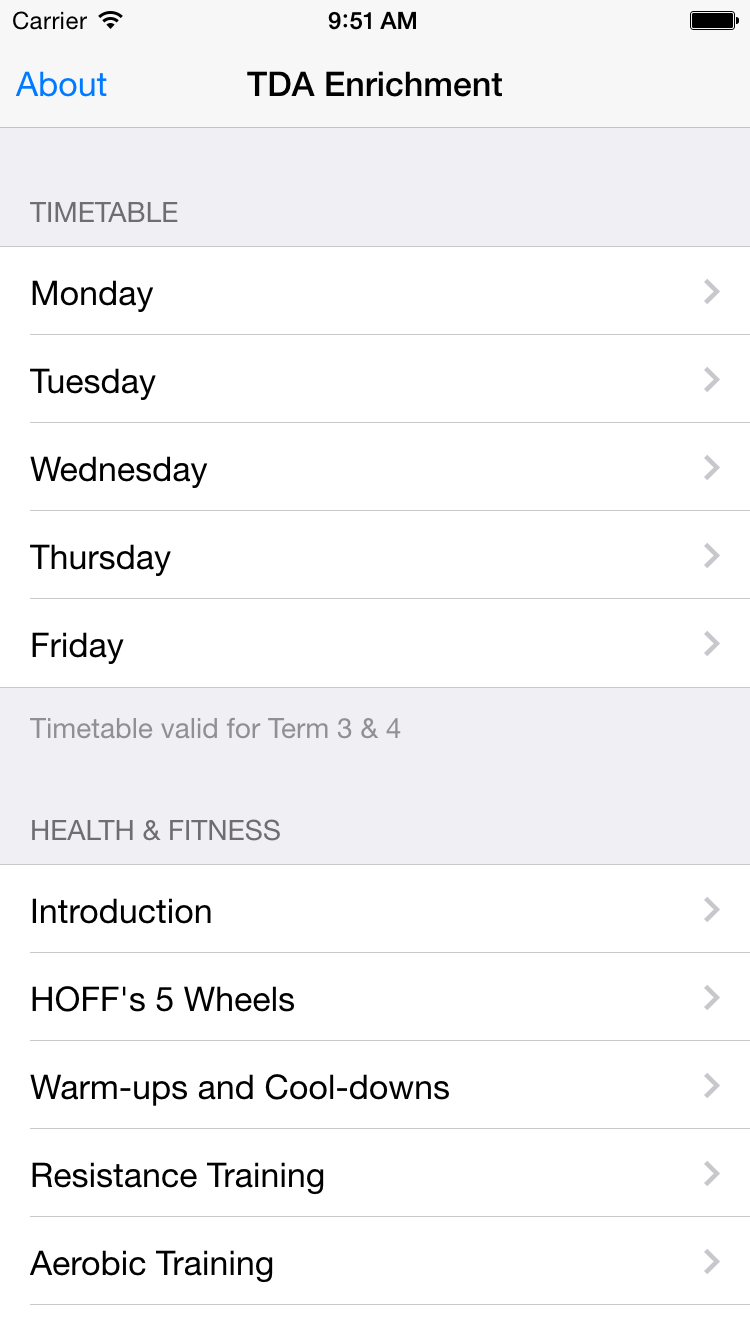 Carrier 9:51 AM
About TDA Enrichment
TIMETABLE
Monday
Tuesday
Wednesday
Thursday
Friday
Timetable valid for Term 3 & 4
HEALTH & FITNESS
Introduction
HOFF's 5 Wheels
Warm-ups and Cool-downs
Resistance Training
Aerobic Training